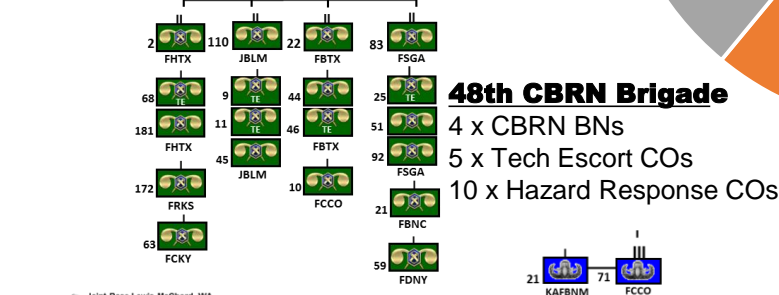 2
110
22
83
FHTX
JBLM
FBTX
FSGA
68
TE
9
TE
44
25
TE
181
11
TE
46
TE
51
FHTX
45
FBTX
92
JBLM
FSGA
172
10
21
FRKS
FCCO
FBNC
63
59
FCKY
FDNY
48th CBRN Brigade
4 x CBRN BNs
5 x Tech Escort COs
10 x Hazard Response COs
21
71
KAFBNM
FCCO